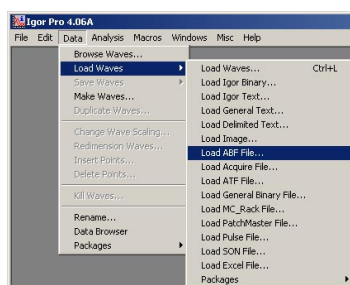 Igor Pro 4.06A
File Edit Data Analysis Macros Windows Misc Help
Browse Waves...
Load Waves
Save Waves
Make Waves...
Duplicate Waves...
Change Wave Scaling...
Redimension Waves...
Insert Points...
Delete Points...
Kill Waves...
Rename...
Data Browser
Packages
Load Waves... Ctrl+L
Load Igor Binary...
Load Igor Text...
Load General Text...
Load Delimited Text...
Load Image...
Load ABF File...
Load Acquire File...
Load ATF File...
Load General Binary File...
Load MC_Rack File...
Load PatchMaster File...
Load Pulse File...
Load SON File...
Load Excel File...
Packages